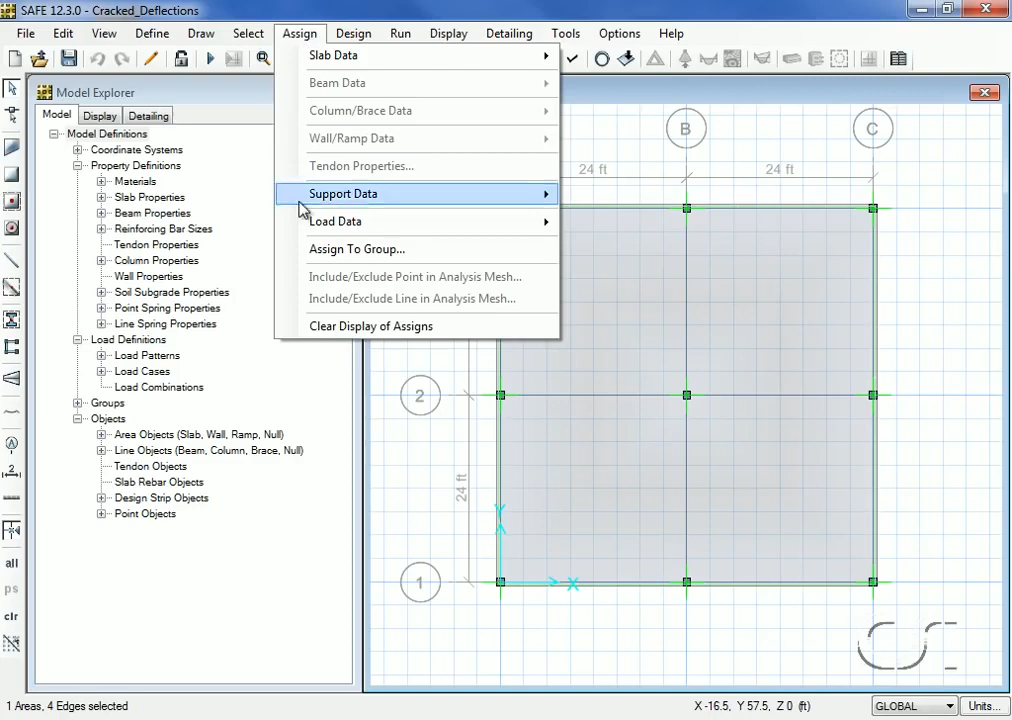 SAFE 12.3.0 - Cracked_Deflections
File Edit View Define Draw Select Assign Design Run Display Detailing Tools Options Help
Model Explorer
Model Display Detailing
Model Definitions
Coordinate Systems
Property Definitions
Materials
Slab Properties
Beam Properties
Reinforcing Bar Sizes
Tendon Properties
Column Properties
Wall Properties
Soil Subgrade Properties
Point Spring Properties
Line Spring Properties
Load Definitions
Load Patterns
Load Cases
Load Combinations
Groups
Objects
Area Objects (Slab, Wall, Ramp, Null)
Line Objects (Beam, Column, Brace, Null)
Tendon Objects
Slab Rebar Objects
Design Strip Objects
Point Objects
Slab Data
Beam Data
Column/Brace Data
Wall/Ramp Data
Tendon Properties...
Support Data
Load Data
Assign To Group...
Include/Exclude Point in Analysis Mesh...
Include/Exclude Line in Analysis Mesh...
Clear Display of Assigns
B C
24 ft 24 ft
2
24 ft
Y
1
X
CSI
2
all
ps
clr
1 Areas, 4 Edges selected
X -16.5, Y 57.5, Z 0 (ft)
GLOBAL
Units...